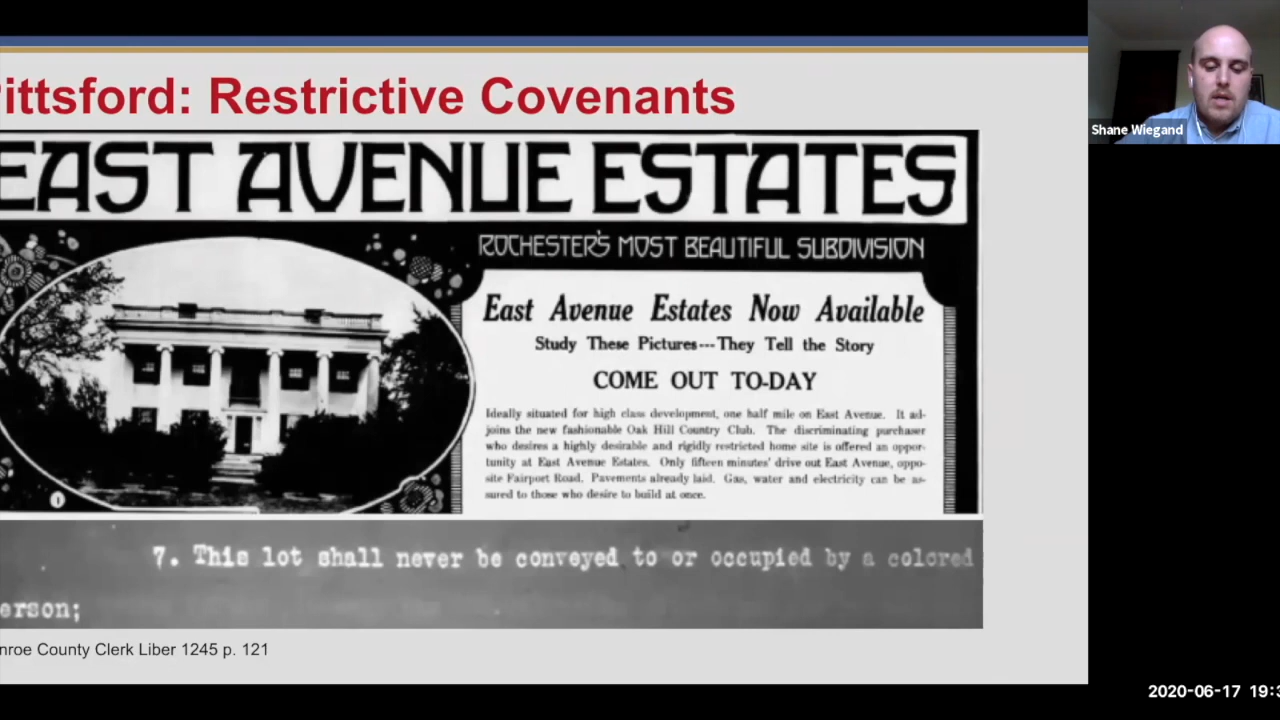 ittsford: Restrictive Covenants
EAST AVENUE ESTATES
ROCHESTER'S MOST BEAUTIFUL SUBDIVISION
East Avenue Estates Now Available
Study These Pictures---They Tell the Story
COME OUT TO-DAY
Ideally situated for high class development, one half mile on East Avenue. It ad-
joins the new fashionable Oak Hill Country Club. The discriminating purchaser
who desires a highly desirable and rigidly restricted home site is offered an oppor-
tunity at East Avenue Estates. Only fifteen minutes' drive out East Avenue, oppo-
site Fairport Road. Pavements already laid. Gas, water and electricity can be as-
sured to those who desire to build at once.
7. This lot shall never be conveyed to or occupied by a colored
erson;
nroe County Clerk Liber 1245 p. 121
Shane Wiegand
2020-06-17 19:3